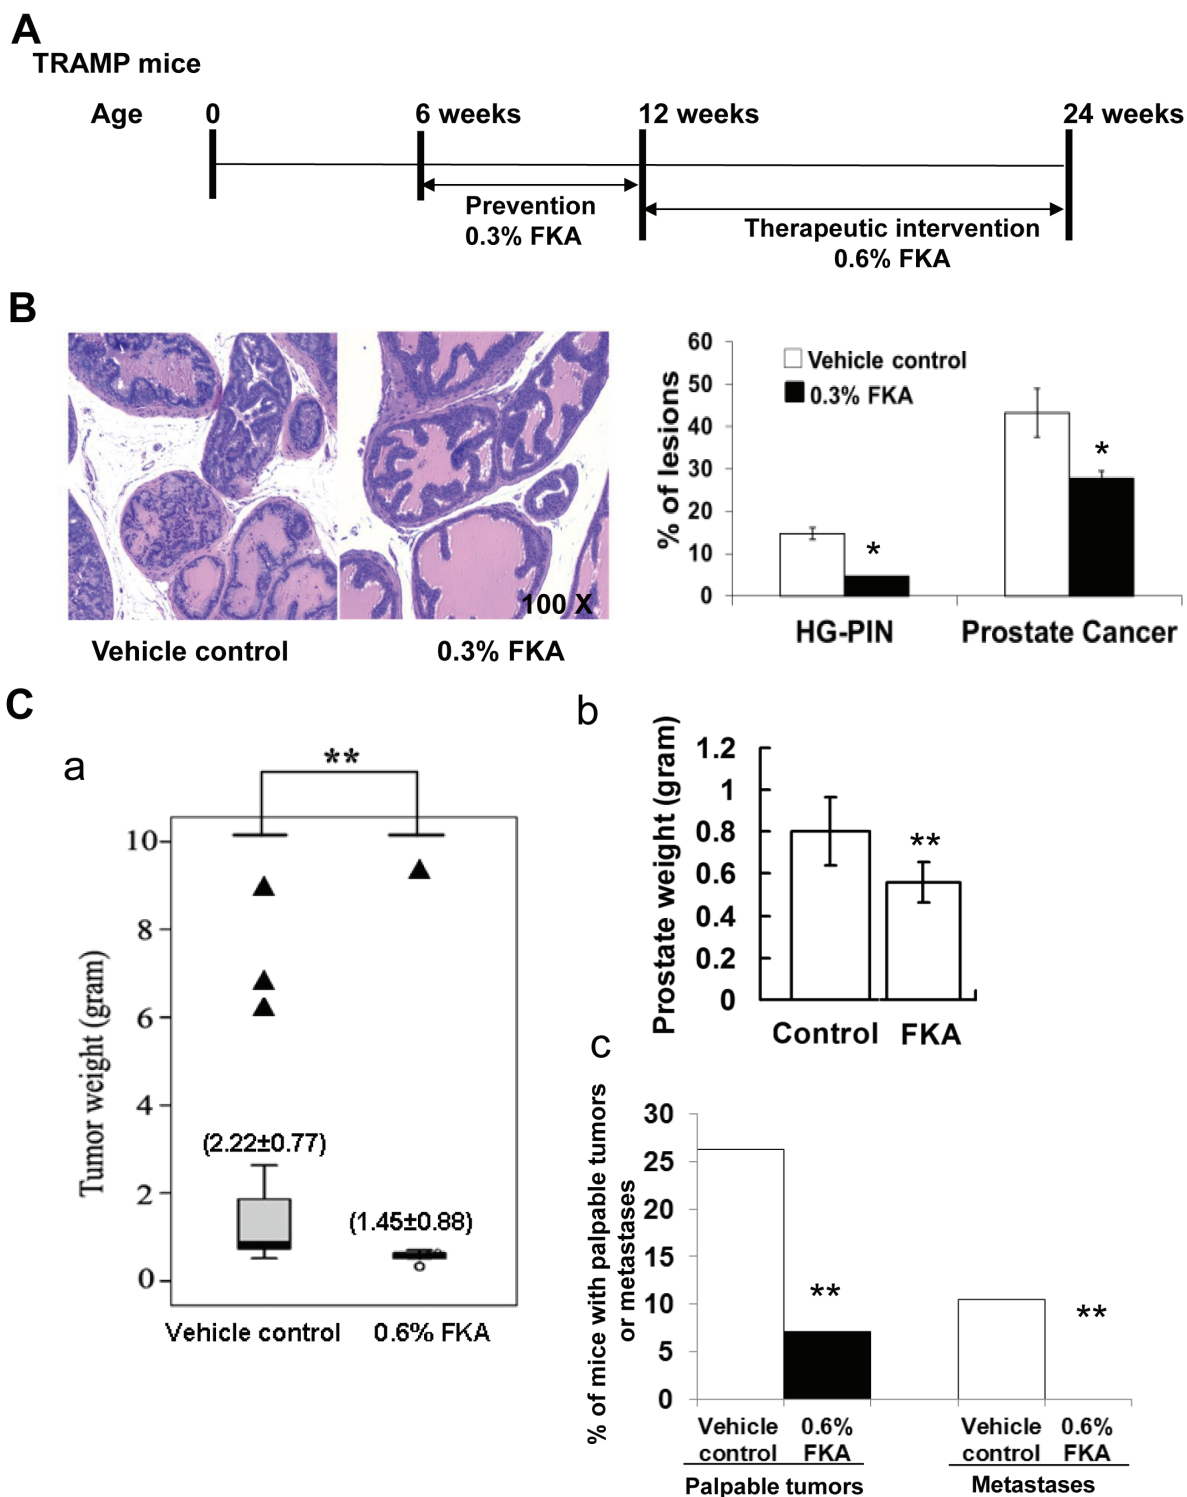 A
TRAMP mice
Age 0 6 weeks 12 weeks 24 weeks
Prevention
0.3% FKA
Therapeutic intervention
0.6% FKA
B
100 X
Vehicle control 0.3% FKA
60
50
40
30
20
10
0
% of lesions
Vehicle control
0.3% FKA
*
*
HG-PIN Prostate Cancer
C
a
**
10
8
6
4
2
0
Tumor weight (gram)
(2.22±0.77)
(1.45±0.88)
Vehicle control 0.6% FKA
b
Prostate weight (gram)
1.2
1
0.8
0.6
0.4
0.2
0
**
Control FKA
c
% of mice with palpable tumors
or metastases
30
25
20
15
10
5
0
**
**
Vehicle 0.6% Vehicle 0.6%
control FKA control FKA
Palpable tumors Metastases